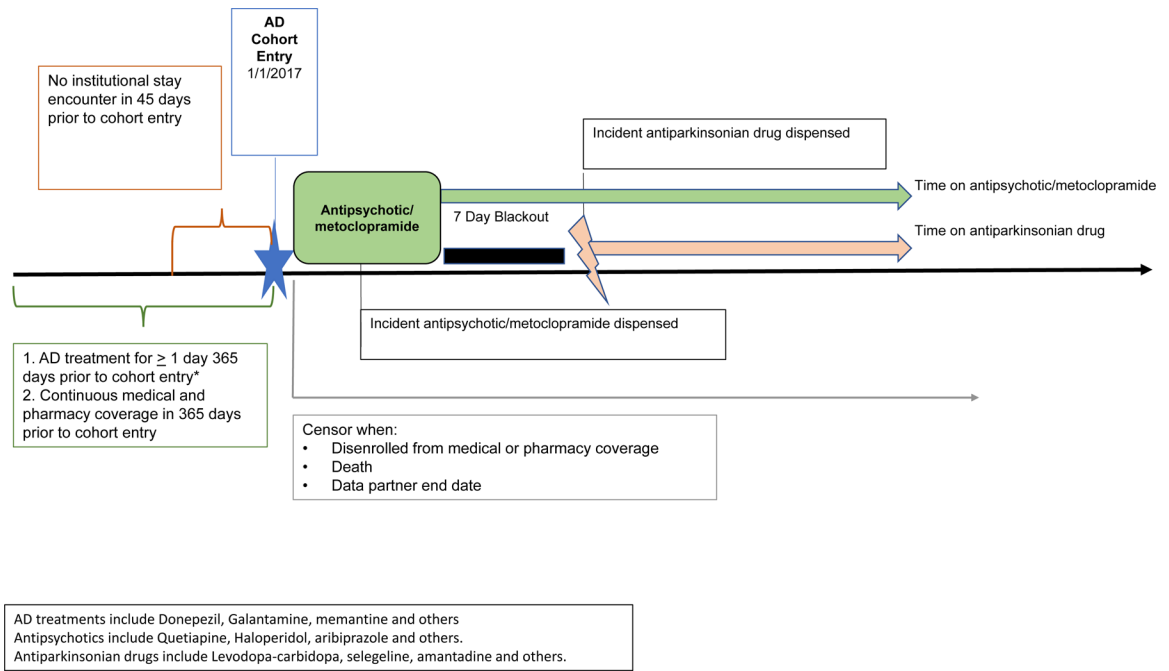 AD
Cohort
Entry
1/1/2017
No institutional stay
encounter in 45 days
prior to cohort entry
Incident antiparkinsonian drug dispensed
Antipsychotic/
metoclopramide
7 Day Blackout
Time on antipsychotic/metoclopramide
Time on antiparkinsonian drug
Incident antipsychotic/metoclopramide dispensed
1. AD treatment for ≥ 1 day 365
days prior to cohort entry*
2. Continuous medical and
pharmacy coverage in 365 days
prior to cohort entry
Censor when:
• Disenrolled from medical or pharmacy coverage
• Death
• Data partner end date
AD treatments include Donepezil, Galantamine, memantine and others
Antipsychotics include Quetiapine, Haloperidol, aribiprazole and others.
Antiparkinsonian drugs include Levodopa-carbidopa, selegeline, amantadine and others.